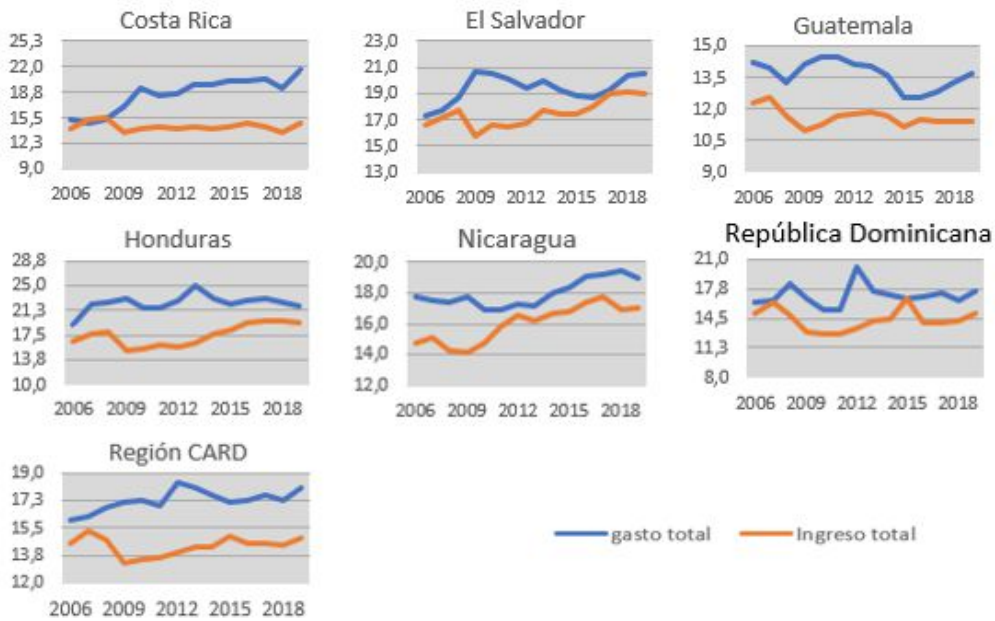 Costa Rica
25,3
22,0
18,8
15,5
12,3
9,0
2006 2009 2012 2015 2018
El Salvador
23,0
21,0
19,0
17,0
15,0
13,0
2006 2009 2012 2015 2018
Guatemala
15,0
13,5
12,0
10,5
9,0
2006 2009 2012 2015 2018
Honduras
28,8
25,0
21,3
17,5
13,8
10,0
2006 2009 2012 2015 2018
Nicaragua
20,0
18,0
16,0
14,0
12,0
2006 2009 2012 2015 2018
República Dominicana
21,0
17,8
14,5
11,3
8,0
2006 2009 2012 2015 2018
Región CARD
19,0
17,3
15,5
13,8
12,0
2006 2009 2012 2015 2018
gasto total Ingreso total